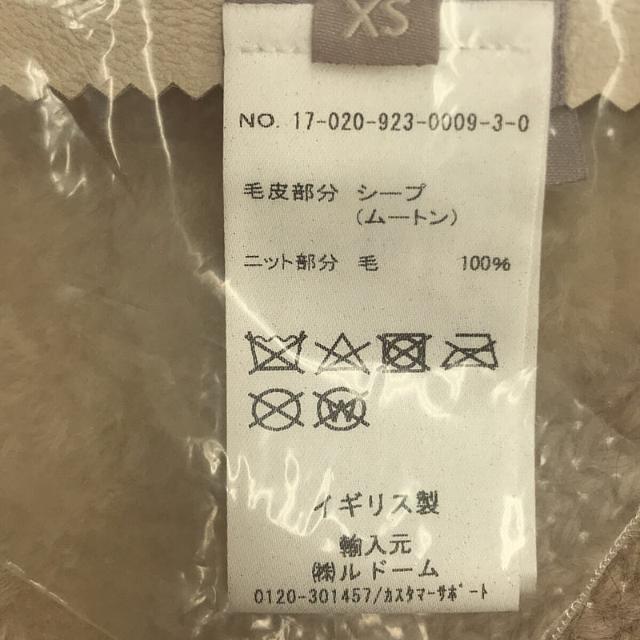 XS
NO. 17-020-923-0009-3-0
毛皮部分 シープ
(ムートン)
ニット部分 毛 100%
W
イギリス製
輸入元
㈱ルドーム
0120-301457/カスタマーサポート